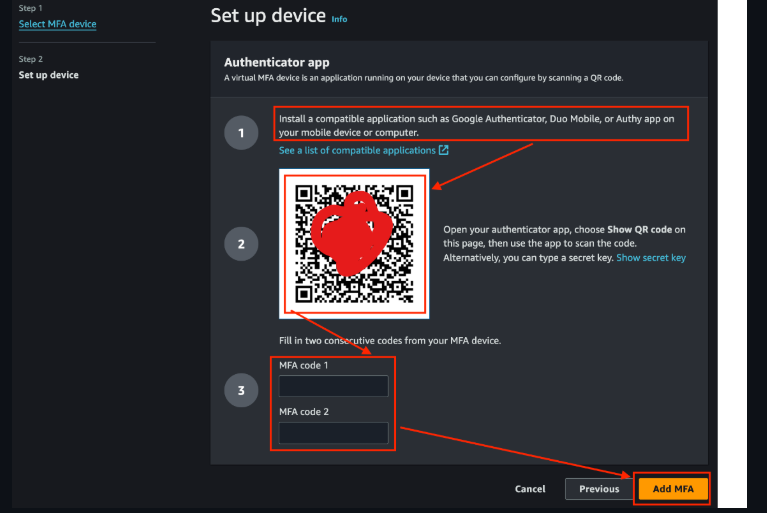 Step 1
Select MFA device
Step 2
Set up device
Set up device Info
Authenticator app
A virtual MFA device is an application running on your device that you can configure by scanning a QR code.
1
Install a compatible application such as Google Authenticator, Duo Mobile, or Authy app on
your mobile device or computer.
See a list of compatible applications
2
Open your authenticator app, choose Show QR code on
this page, then use the app to scan the code.
Alternatively, you can type a secret key. Show secret key
Fill in two consecutive codes from your MFA device.
3
MFA code 1
MFA code 2
Cancel
Previous
Add MFA